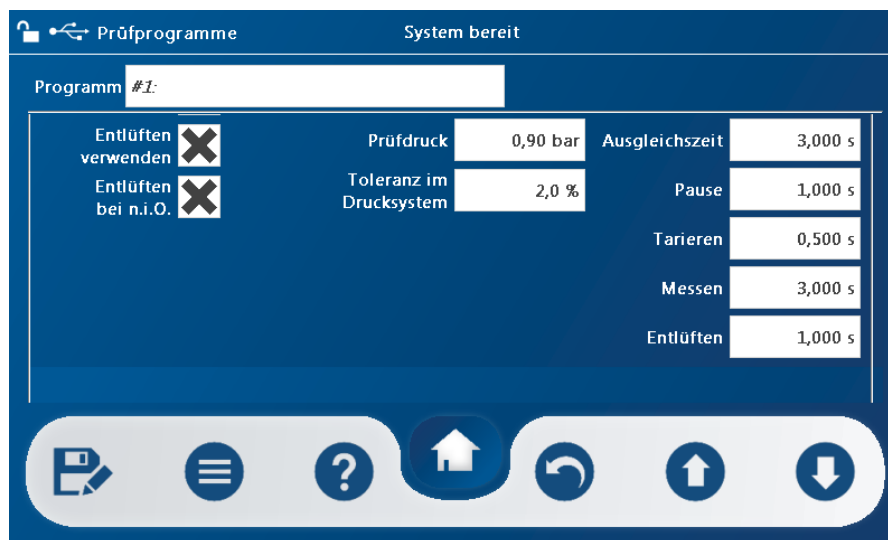 Prüfprogramme
System bereit
Programm #1:
Entlüften
verwenden
Prüfdruck 0,90 bar
Ausgleichszeit 3,000 s
Entlüften
bei n.i.O.
Toleranz im
Drucksystem 2,0 %
Pause 1,000 s
Tarieren 0,500 s
Messen 3,000 s
Entlüften 1,000 s
?